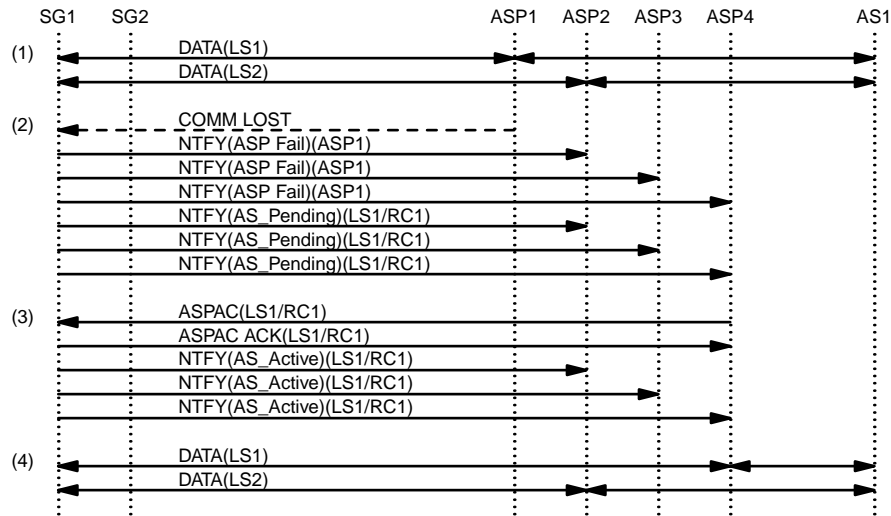 SG1 SG2 ASP1 ASP2 ASP3 ASP4 AS1
(1) DATA(LS1)
DATA(LS2)
(2) COMM LOST
NTFY(ASP Fail)(ASP1)
NTFY(ASP Fail)(ASP1)
NTFY(ASP Fail)(ASP1)
NTFY(AS_Pending)(LS1/RC1)
NTFY(AS_Pending)(LS1/RC1)
NTFY(AS_Pending)(LS1/RC1)
(3) ASPAC(LS1/RC1)
ASPAC ACK(LS1/RC1)
NTFY(AS_Active)(LS1/RC1)
NTFY(AS_Active)(LS1/RC1)
NTFY(AS_Active)(LS1/RC1)
(4) DATA(LS1)
DATA(LS2)